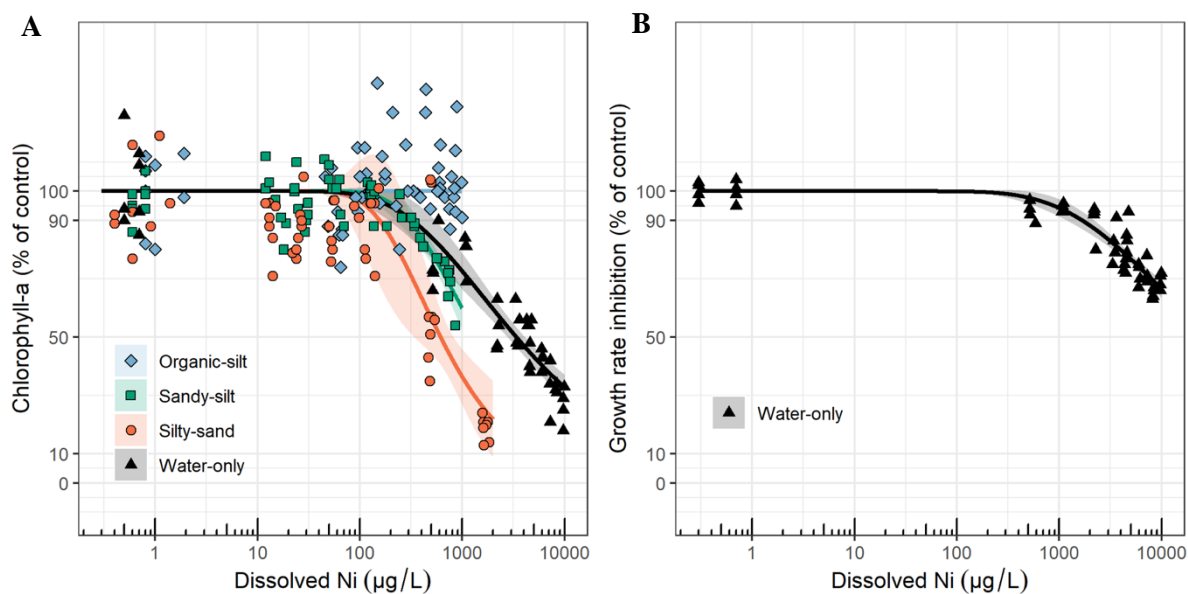 A
Chlorophyll-a (% of control)
100
90
50
10
0
Organic-silt
Sandy-silt
Silty-sand
Water-only
1
10
100
1000
10000
Dissolved Ni (µg/L)
B
Growth rate inhibition (% of control)
100
90
50
10
0
Water-only
1
10
100
1000
10000
Dissolved Ni (µg/L)